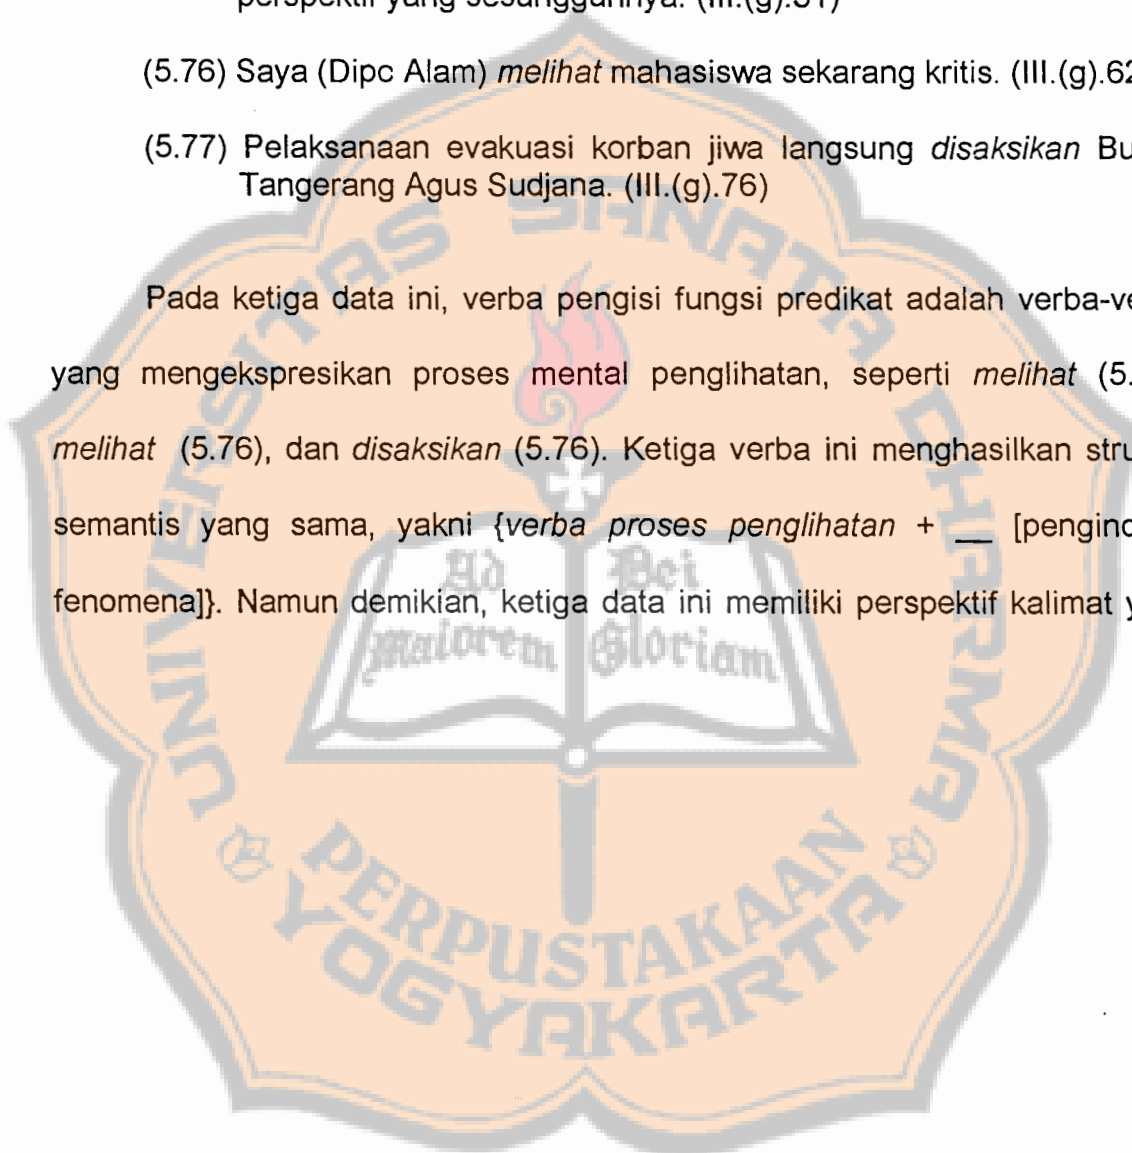 perspektif yang sesungguhnya. (III.(g).31)
(5.76) Saya (Dipc Alam) melihat mahasiswa sekarang kritis. (III.(g).62
(5.77) Pelaksanaan evakuasi korban jiwa langsung disaksikan Bu
Tangerang Agus Sudjana. (III.(g).76)
Pada ketiga data ini, verba pengisi fungsi predikat adalah verba-ve
yang mengekspresikan proses mental penglihatan, seperti melihat (5.
melihat (5.76), dan disaksikan (5.76). Ketiga verba ini menghasilkan stru
semantis yang sama, yakni {verba proses penglihatan + __ [pengind
fenomena]}. Namun demikian, ketiga data ini memiliki perspektif kalimat y
UNIVERSITAS SANATA DHARMA
Ad Maiorem Dei Gloriam
PERPUSTAKAAN
YOGYAKARTA